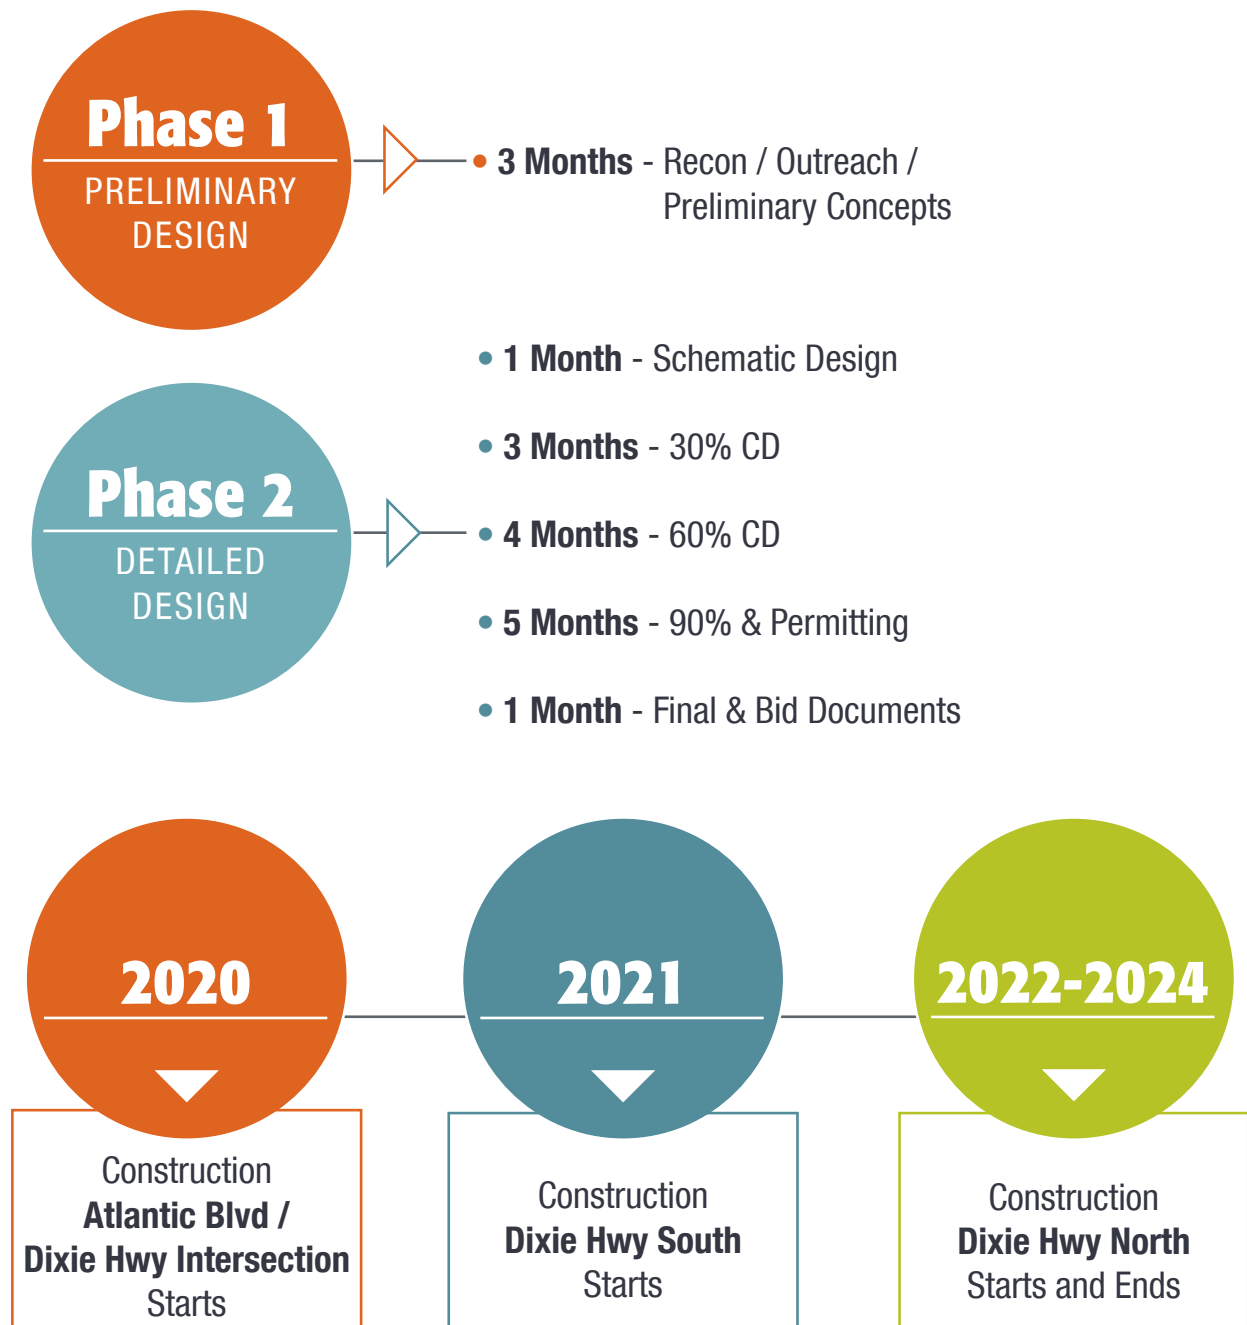 Phase 1
PRELIMINARY
DESIGN
• 3 Months - Recon / Outreach /
Preliminary Concepts
Phase 2
DETAILED
DESIGN
• 1 Month - Schematic Design
• 3 Months - 30% CD
• 4 Months - 60% CD
• 5 Months - 90% & Permitting
• 1 Month - Final & Bid Documents
2020
Construction
Atlantic Blvd /
Dixie Hwy Intersection
Starts
2021
Construction
Dixie Hwy South
Starts
2022-2024
Construction
Dixie Hwy North
Starts and Ends